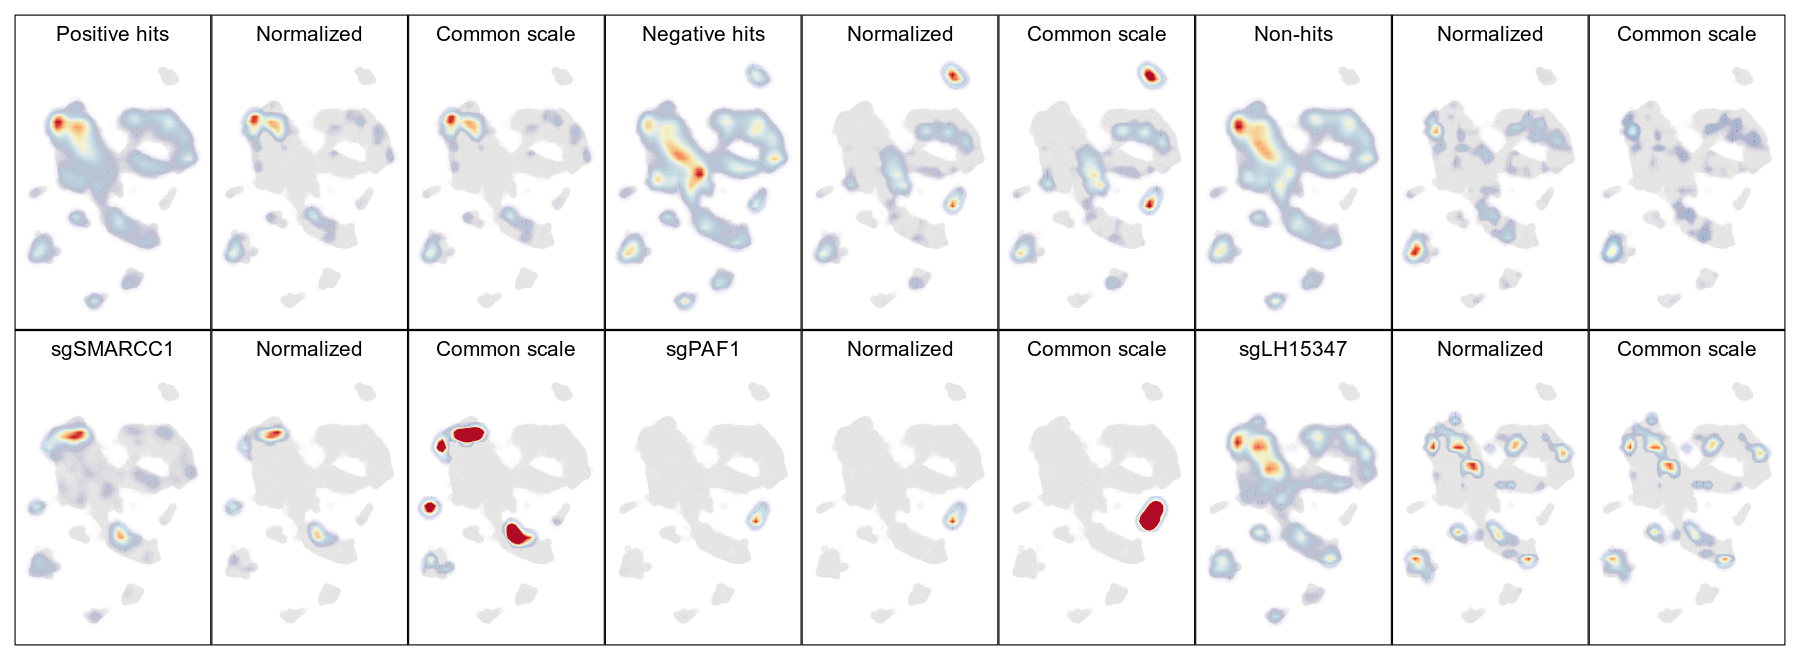 Positive hits
Normalized
Common scale
Negative hits
Normalized
Common scale
Non-hits
Normalized
Common scale
sgSMARCC1
Normalized
Common scale
sgPAF1
Normalized
Common scale
sgLH15347
Normalized
Common scale